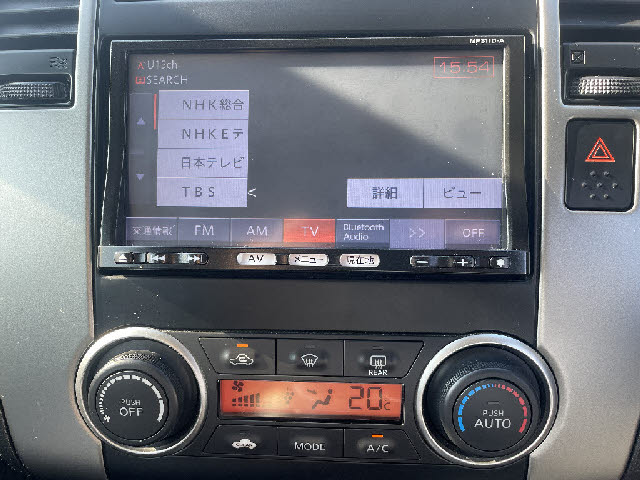 MP311D-A
U13ch
SEARCH
15:54
NHK総合
NHKEテ
日本テレビ
TBS
<
詳細
ビュー
交通情報
FM
AM
TV
Bluetooth Audio
>>
OFF
AV
メニュー
現在地
REAR
PUSH
OFF
20℃
PUSH
AUTO
MODE
A/C